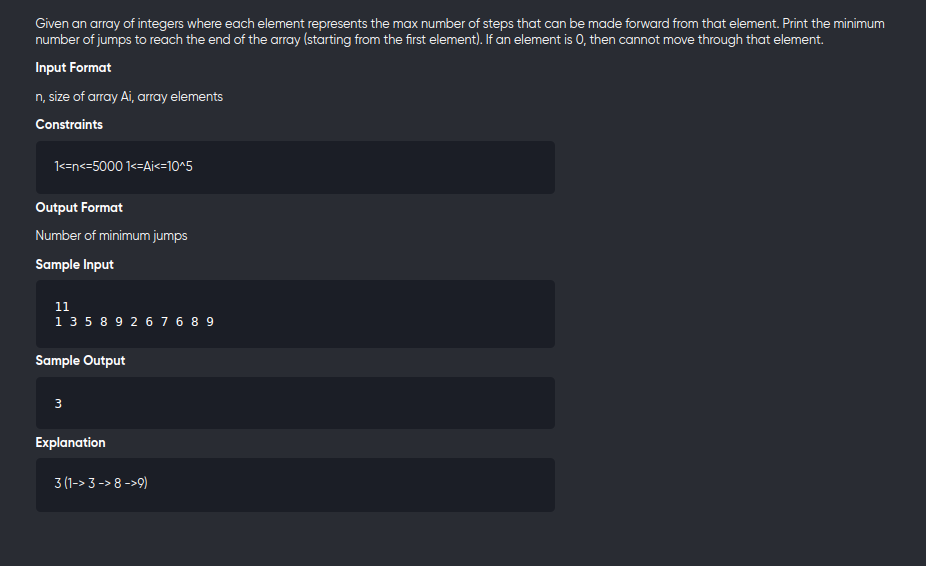 Given an array of integers where each element represents the max number of steps that can be made forward from that element. Print the minimum
number of jumps to reach the end of the array (starting from the first element). If an element is 0, then cannot move through that element.
Input Format
n, size of array Ai, array elements
Constraints
1<=n<=5000 1<=Ai<=10^5
Output Format
Number of minimum jumps
Sample Input
11
1 3 5 8 9 2 6 7 6 8 9
Sample Output
3
Explanation
3 (1-> 3 -> 8 ->9)